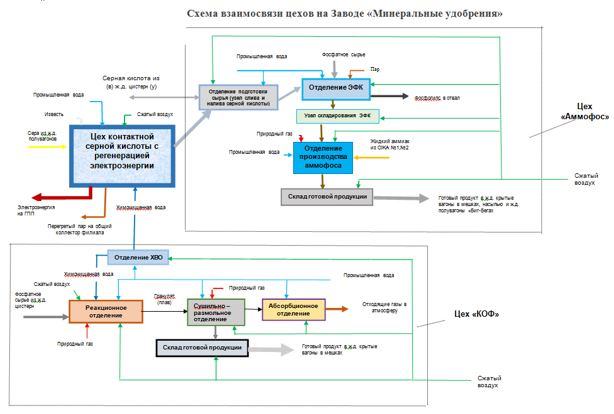 Схема взаимосвязи цехов на Заводе «Минеральные удобрения»
Промышленная вода
Фосфатное сырье
Пар
Серная кислота из
(в) ж.д. цистерн (у)
Отделение подготовки
сырья (узел слива и
налива серной кислоты)
Отделение ЭФК
Фосфогипс в отвал
Цех
«Аммофос»
Промышленная вода
Известь
Сжатый воздух
Сера из ж.д.
полувагонов
Цех контактной
серной кислоты с
регенерацией
электроэнергии
Узел складирования ЭФК
Природный газ
Промышленная вода
Отделение
производства
аммофоса
Жидкий аммиак
из ОХА №1,№2
Сжатый
воздух
Склад готовой продукции
Готовый продукт в ж.д. крытые
вагоны в мешках, насыпью и ж.д.
полувагоны «биг-беги»
Электроэнергия
на ГПП
Химочищенная вода
Перегретый пар на общий
коллектор филиала
Отделение ХВО
Химочищенная вода
Промышленная вода
Сжатый воздух
Фосфатное
сырье из ж.д.
цистерн
Гранулят
(плав)
Природный газ
Реакционное
отделение
Сушильно –
размольное
отделение
Абсорбционное
отделение
Отходящие газы в
атмосферу
Цех «КОФ»
Природный газ
Склад готовой продукции
Готовый продукт в ж.д. крытые
вагоны в мешках
Сжатый
воздух